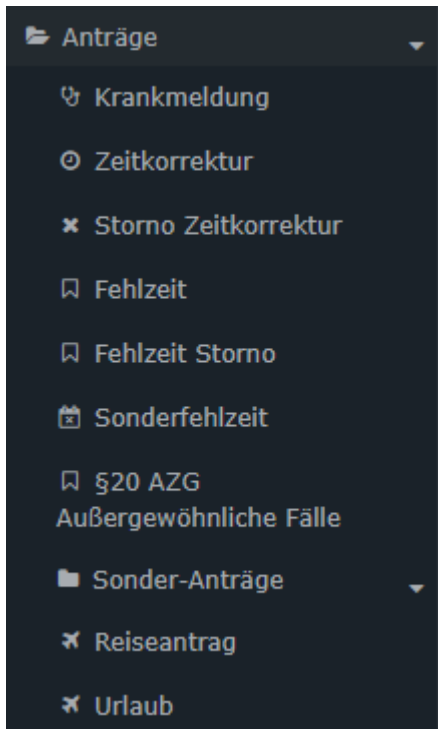 Anträge
Krankmeldung
Zeitkorrektur
Storno Zeitkorrektur
Fehlzeit
Fehlzeit Storno
Sonderfehlzeit
§20 AZG
Außergewöhnliche Fälle
Sonder-Anträge
Reiseantrag
Urlaub